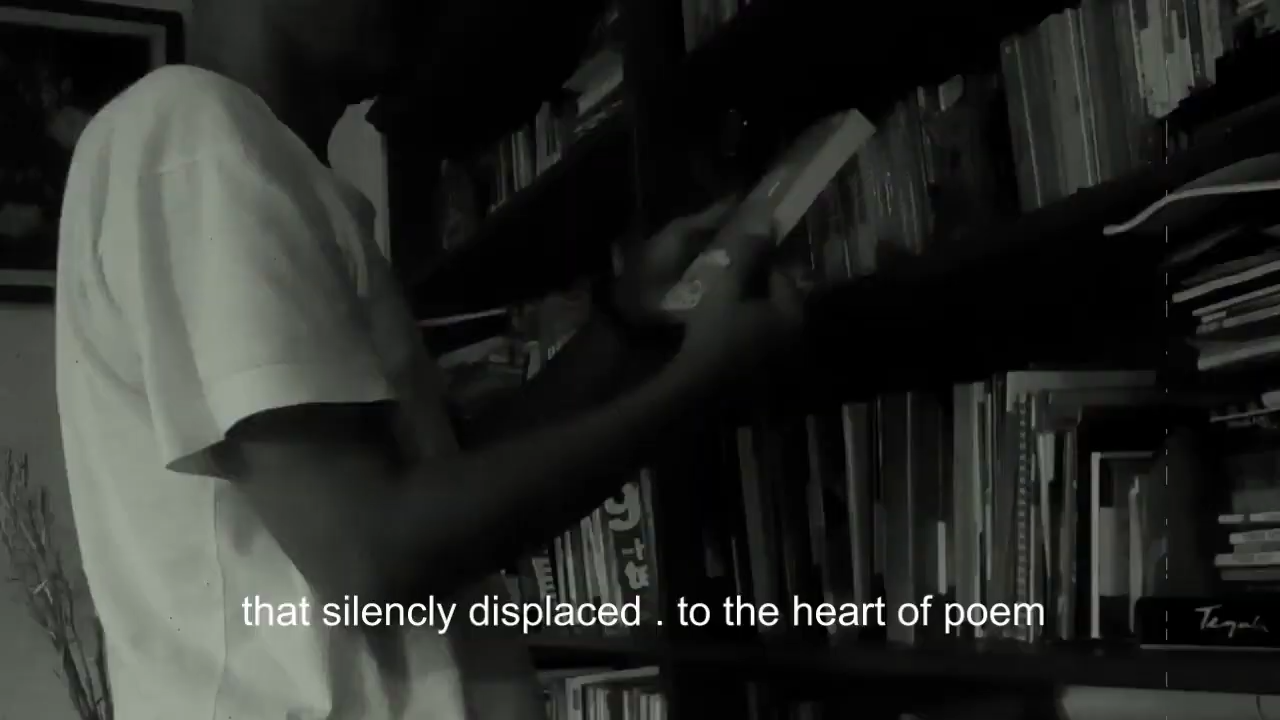 that silencly displaced . to the heart of poem